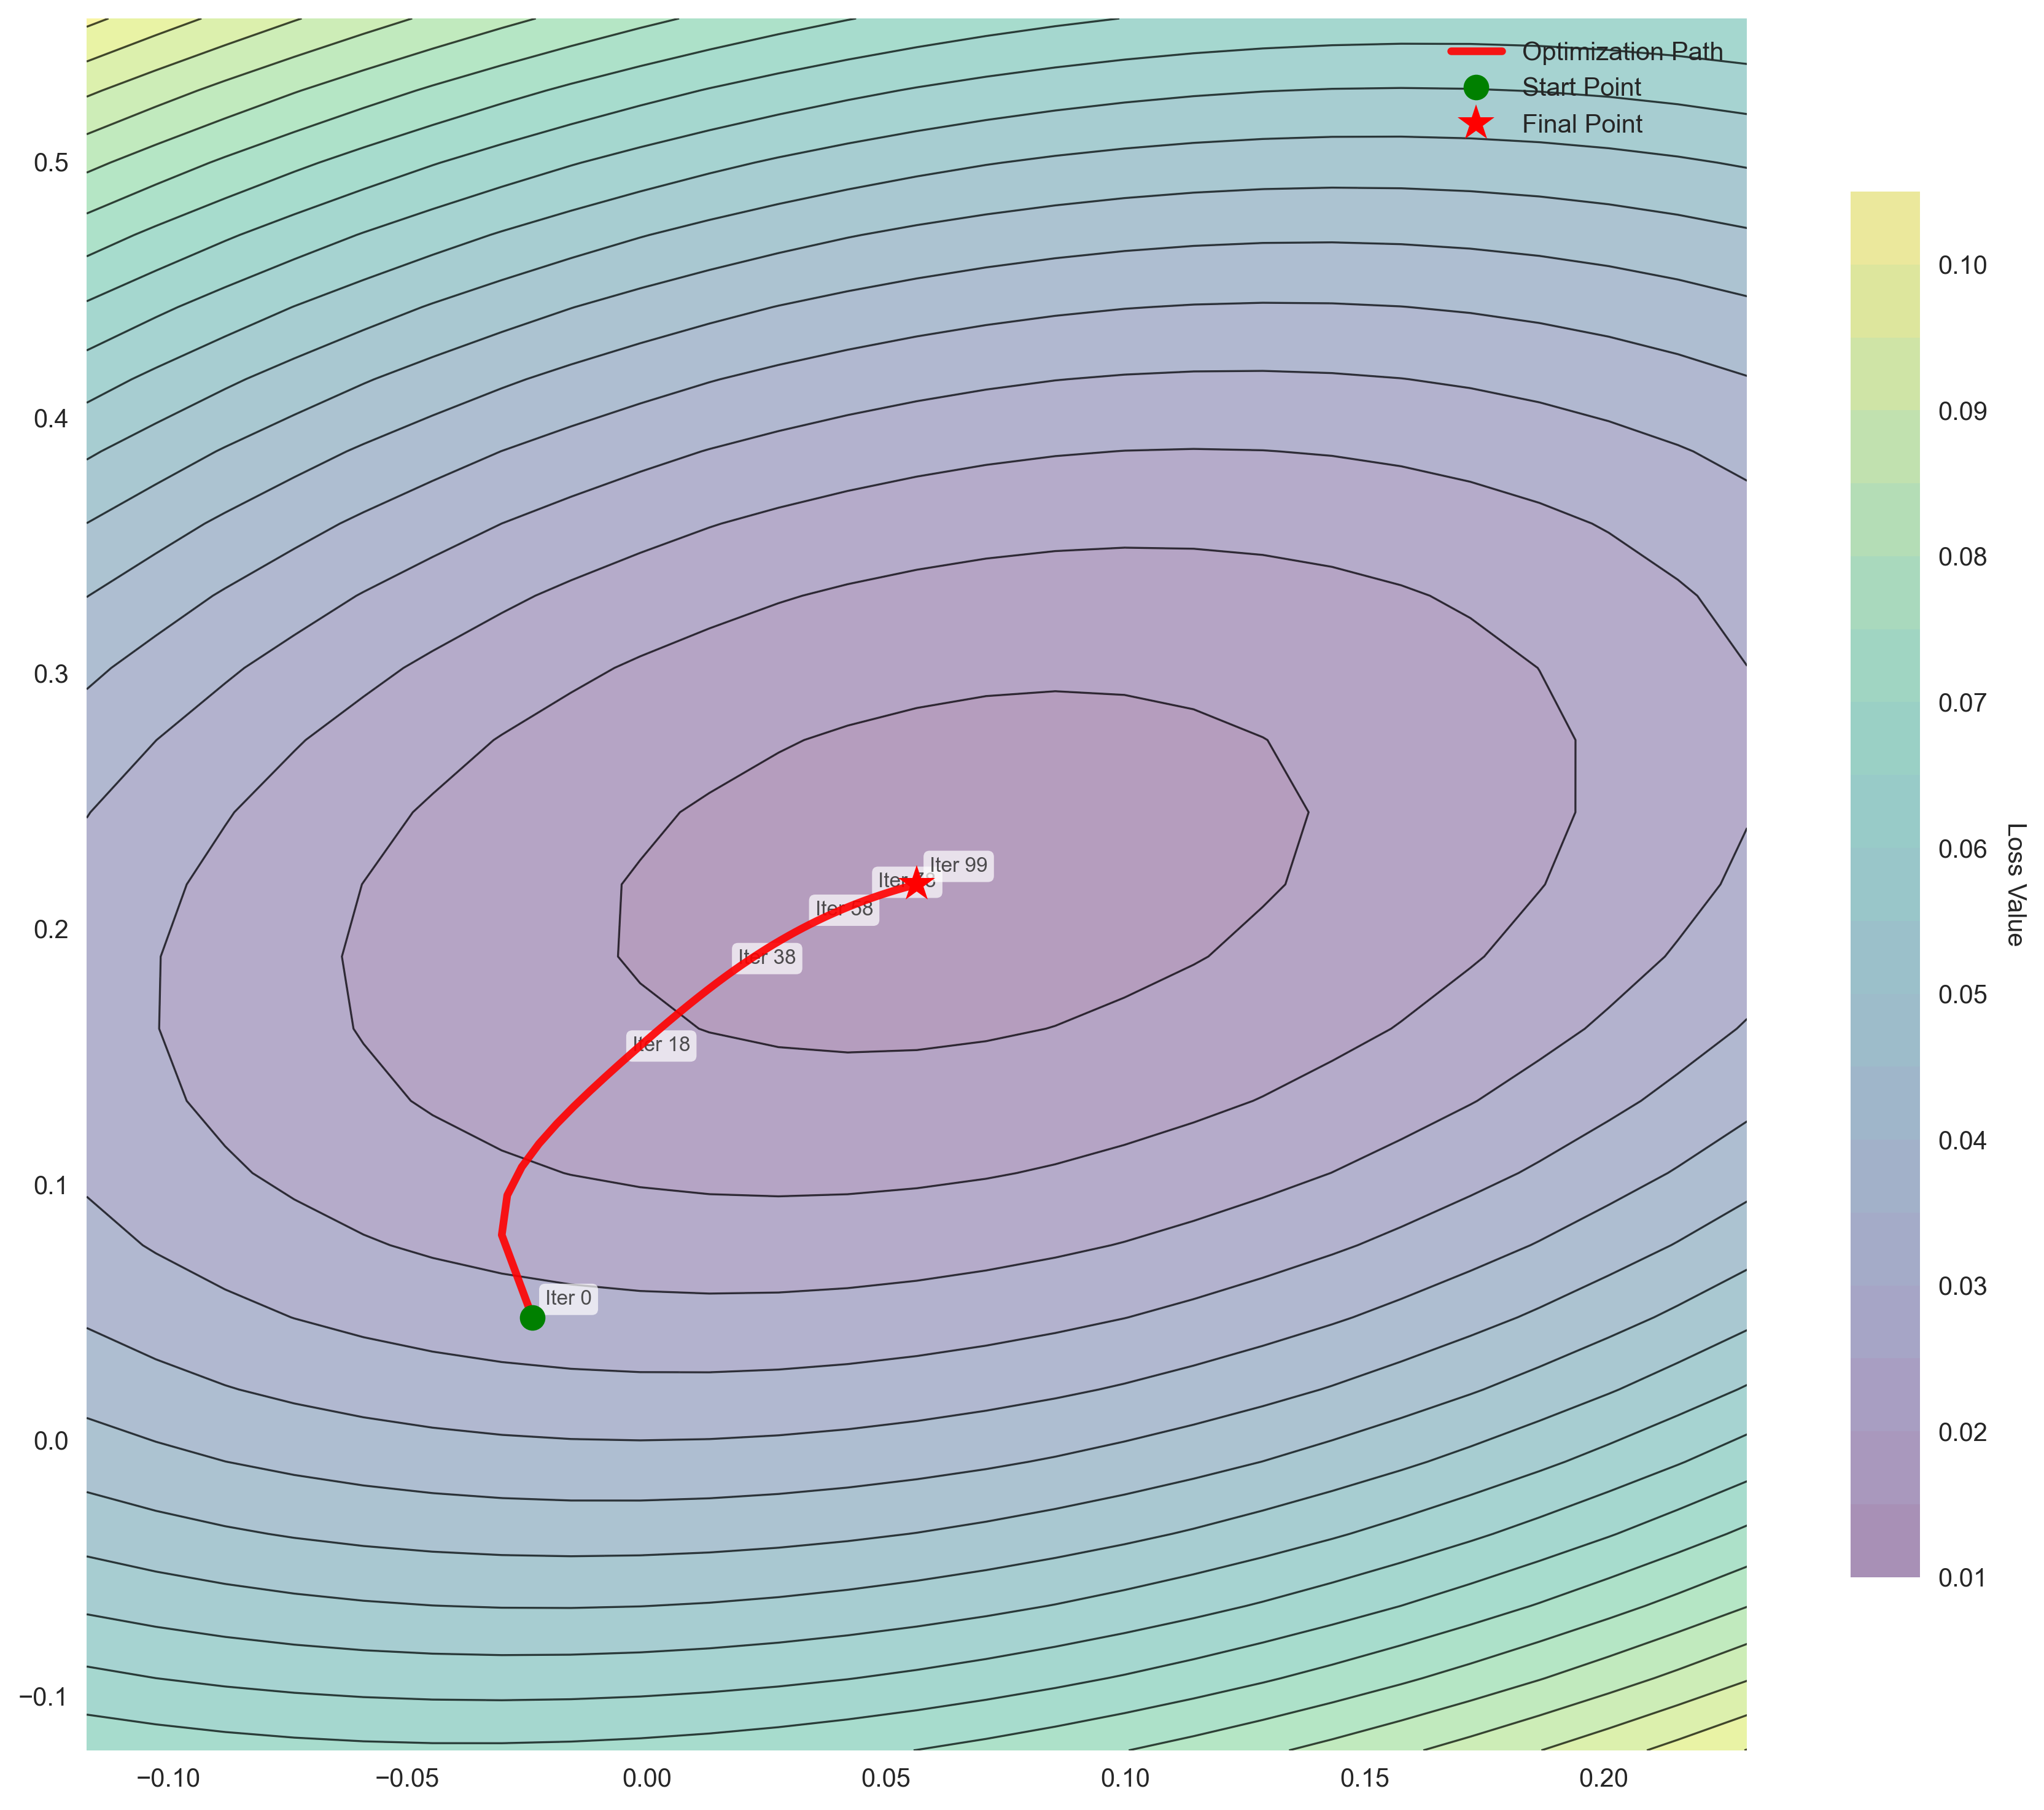 Optimization Path
Start Point
Final Point
0.5
0.4
0.3
0.2
0.1
0.0
−0.1
−0.10
−0.05
0.00
0.05
0.10
0.15
0.20
Iter 99
Iter 78
Iter 58
Iter 38
Iter 18
Iter 0
0.10
0.09
0.08
0.07
0.06
0.05
0.04
0.03
0.02
0.01
Loss Value